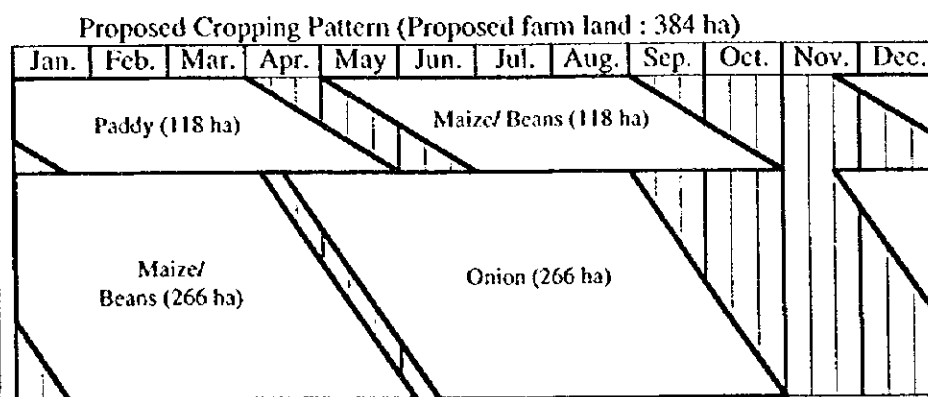 Proposed Cropping Pattern (Proposed farm land : 384 ha)
Jan. Feb. Mar. Apr. May Jun. Jul. Aug. Sep. Oct. Nov. Dec.
Paddy (118 ha) Maize/ Beans (118 ha)
Maize/
Beans (266 ha) Onion (266 ha)